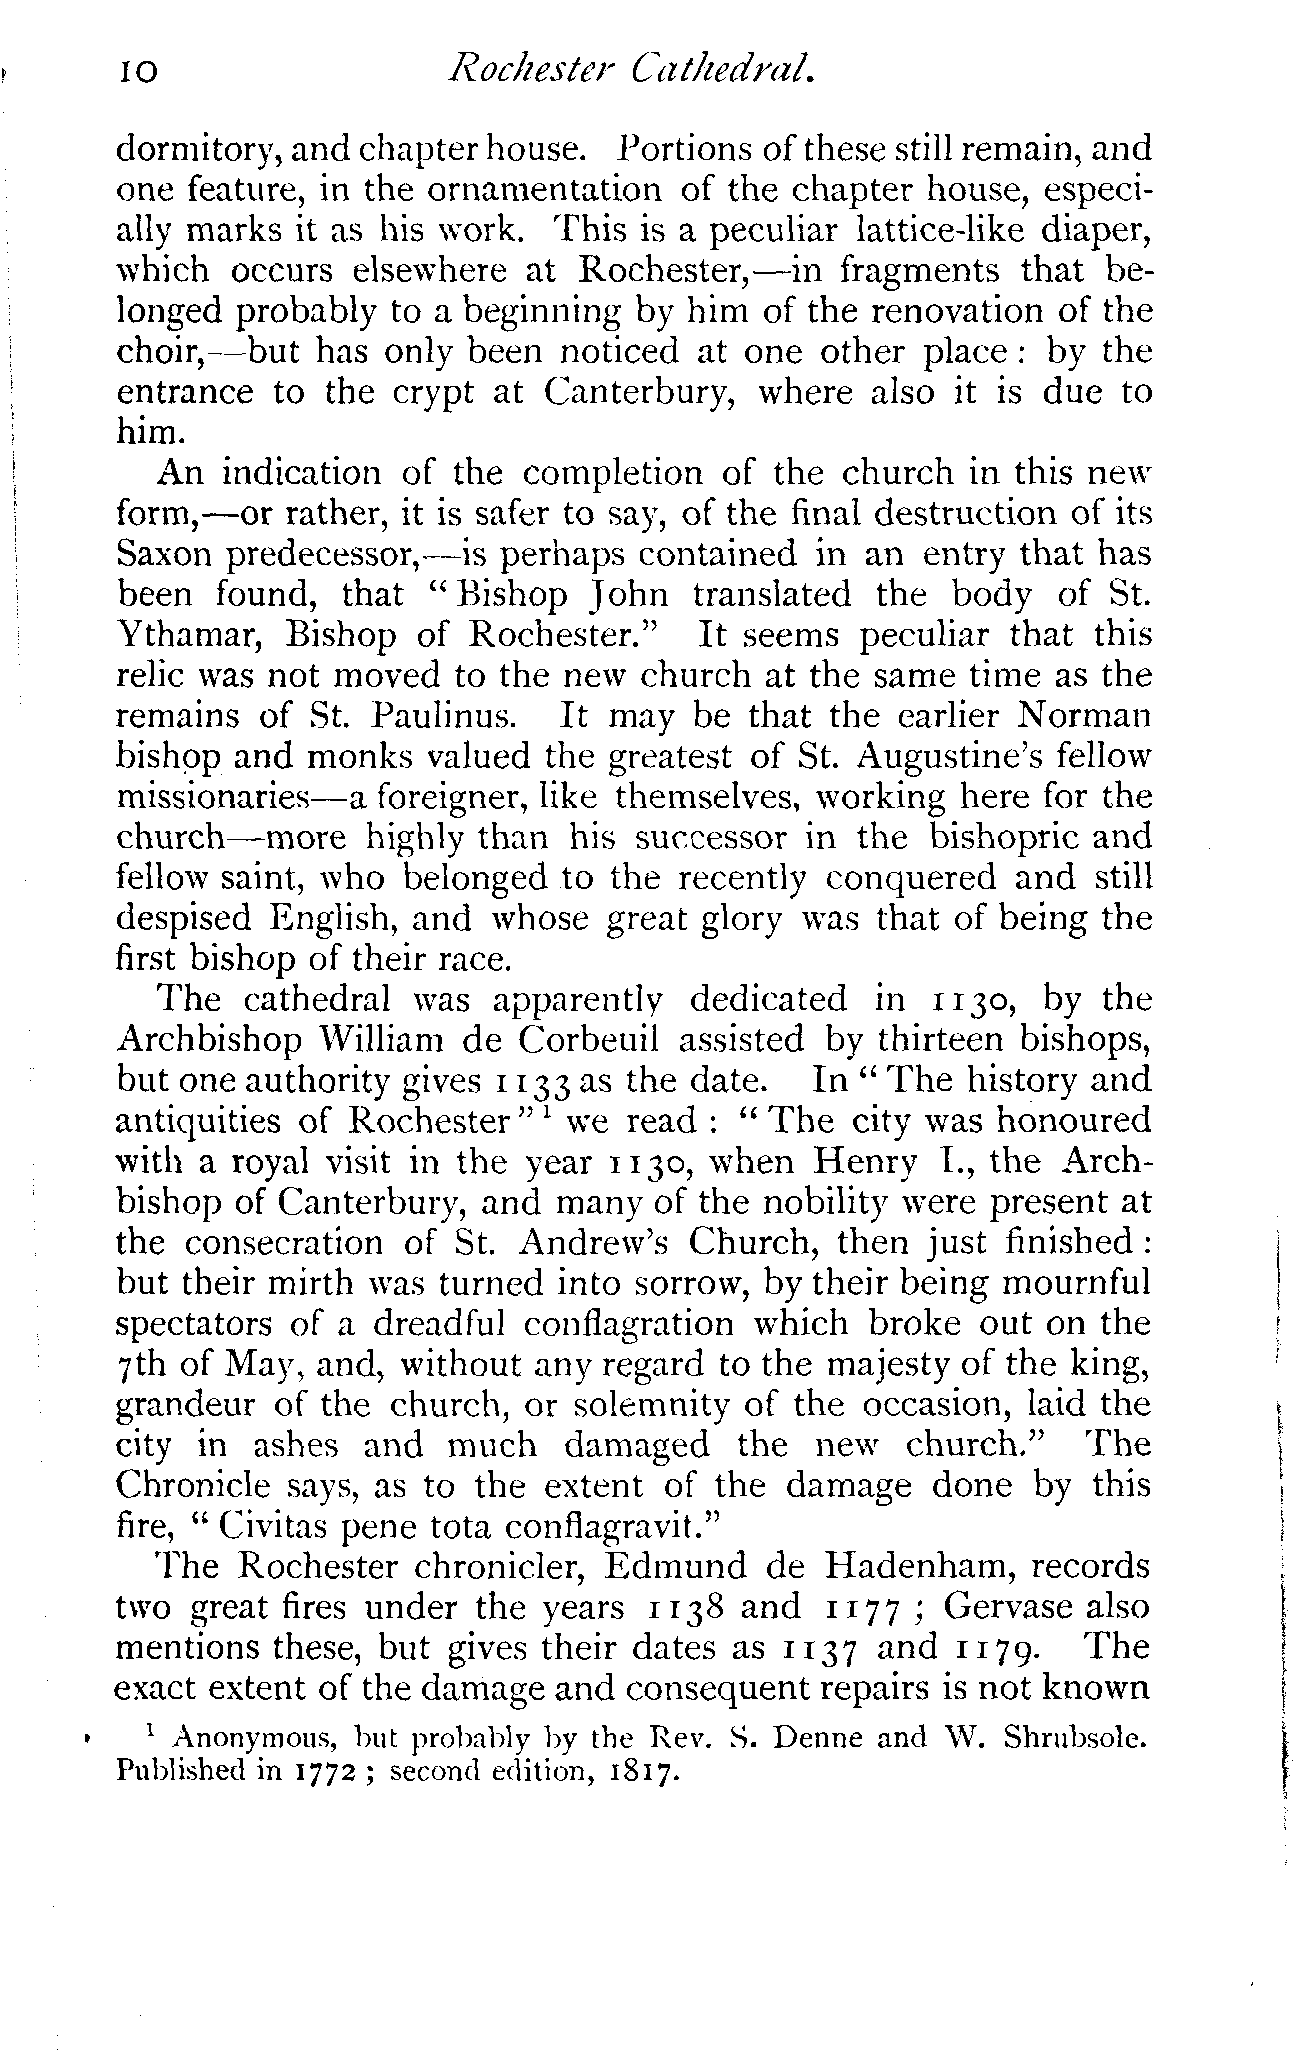 10 Rochester Cathedral.
dormitory, and chapter house. Portions of these still remain, and
one feature, in the ornamentation of the chapter house, especi-
ally marks it as his work. This is a peculiar lattice-like diaper,
which occurs elsewhere at Rochester,—in fragments that be-
longed probably to a beginning by him of the renovation of the
choir,—but has only been noticed at one other place : by the
entrance to the crypt at Canterbury, where also it is due to
him.
An indication of the completion of the church in this new
form,—or rather, it is safer to say, of the final destruction of its
Saxon predecessor,—is perhaps contained in an entry that has
been found, that “ Bishop John translated the body of St.
Ythamar, Bishop of Rochester.” It seems peculiar that this
relic was not moved to the new church at the same time as the
remains of St. Paulinus. It may be that the earlier Norman
bishop and monks valued the greatest of St. Augustine’s fellow
missionaries—a foreigner, like themselves, working here for the
church—more highly than his successor in the bishopric and
fellow saint, who belonged to the recently conquered and still
despised English, and whose great glory was that of being the
first bishop of their race.
The cathedral was apparently dedicated in 1130, by the
Archbishop William de Corbeuil assisted by thirteen bishops,
but one authority gives 1133 as the date. In “ The history and
antiquities of Rochester ” ¹ we read : “ The city was honoured
with a royal visit in the year 1130, when Henry I., the Arch-
bishop of Canterbury, and many of the nobility were present at
the consecration of St. Andrew’s Church, then just finished :
but their mirth was turned into sorrow, by their being mournful
spectators of a dreadful conflagration which broke out on the
7th of May, and, without any regard to the majesty of the king,
grandeur of the church, or solemnity of the occasion, laid the
city in ashes and much damaged the new church.” The
Chronicle says, as to the extent of the damage done by this
fire, “ Civitas pene tota conflagravit.”
The Rochester chronicler, Edmund de Hadenham, records
two great fires under the years 1138 and 1177 ; Gervase also
mentions these, but gives their dates as 1137 and 1179. The
exact extent of the damage and consequent repairs is not known
¹ Anonymous, but probably by the Rev. S. Denne and W. Shrubsole.
Published in 1772 ; second edition, 1817.